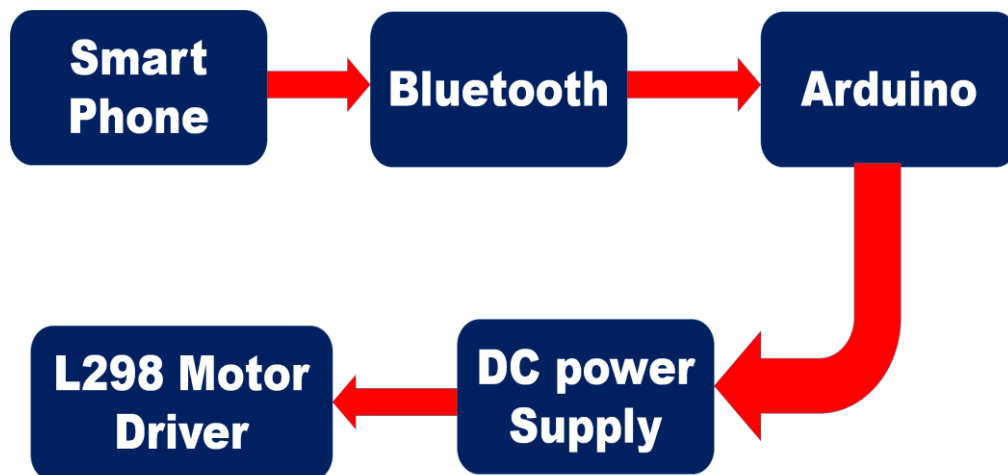 Smart
Phone
Bluetooth
Arduino
L298 Motor
Driver
DC power
Supply